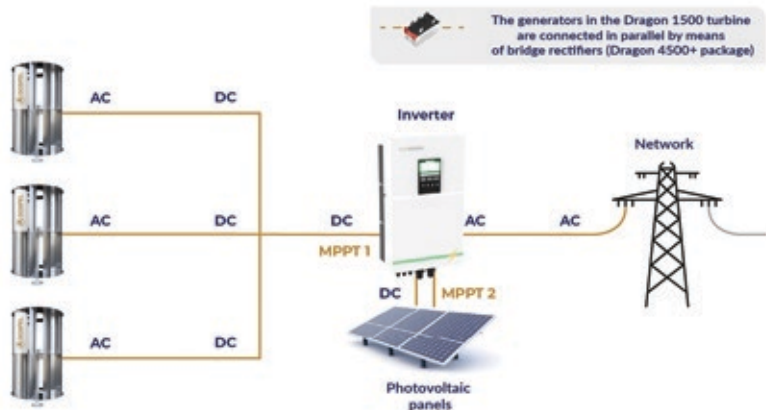 The generators in the Dragon 1500 turbine
are connected in parallel by means
of bridge rectifiers (Dragon 4500+ package)
AC
DC
Inverter
Network
AC
DC
DC
MPPT 1
AC
AC
DC
MPPT 2
AC
DC
Photovoltaic
panels